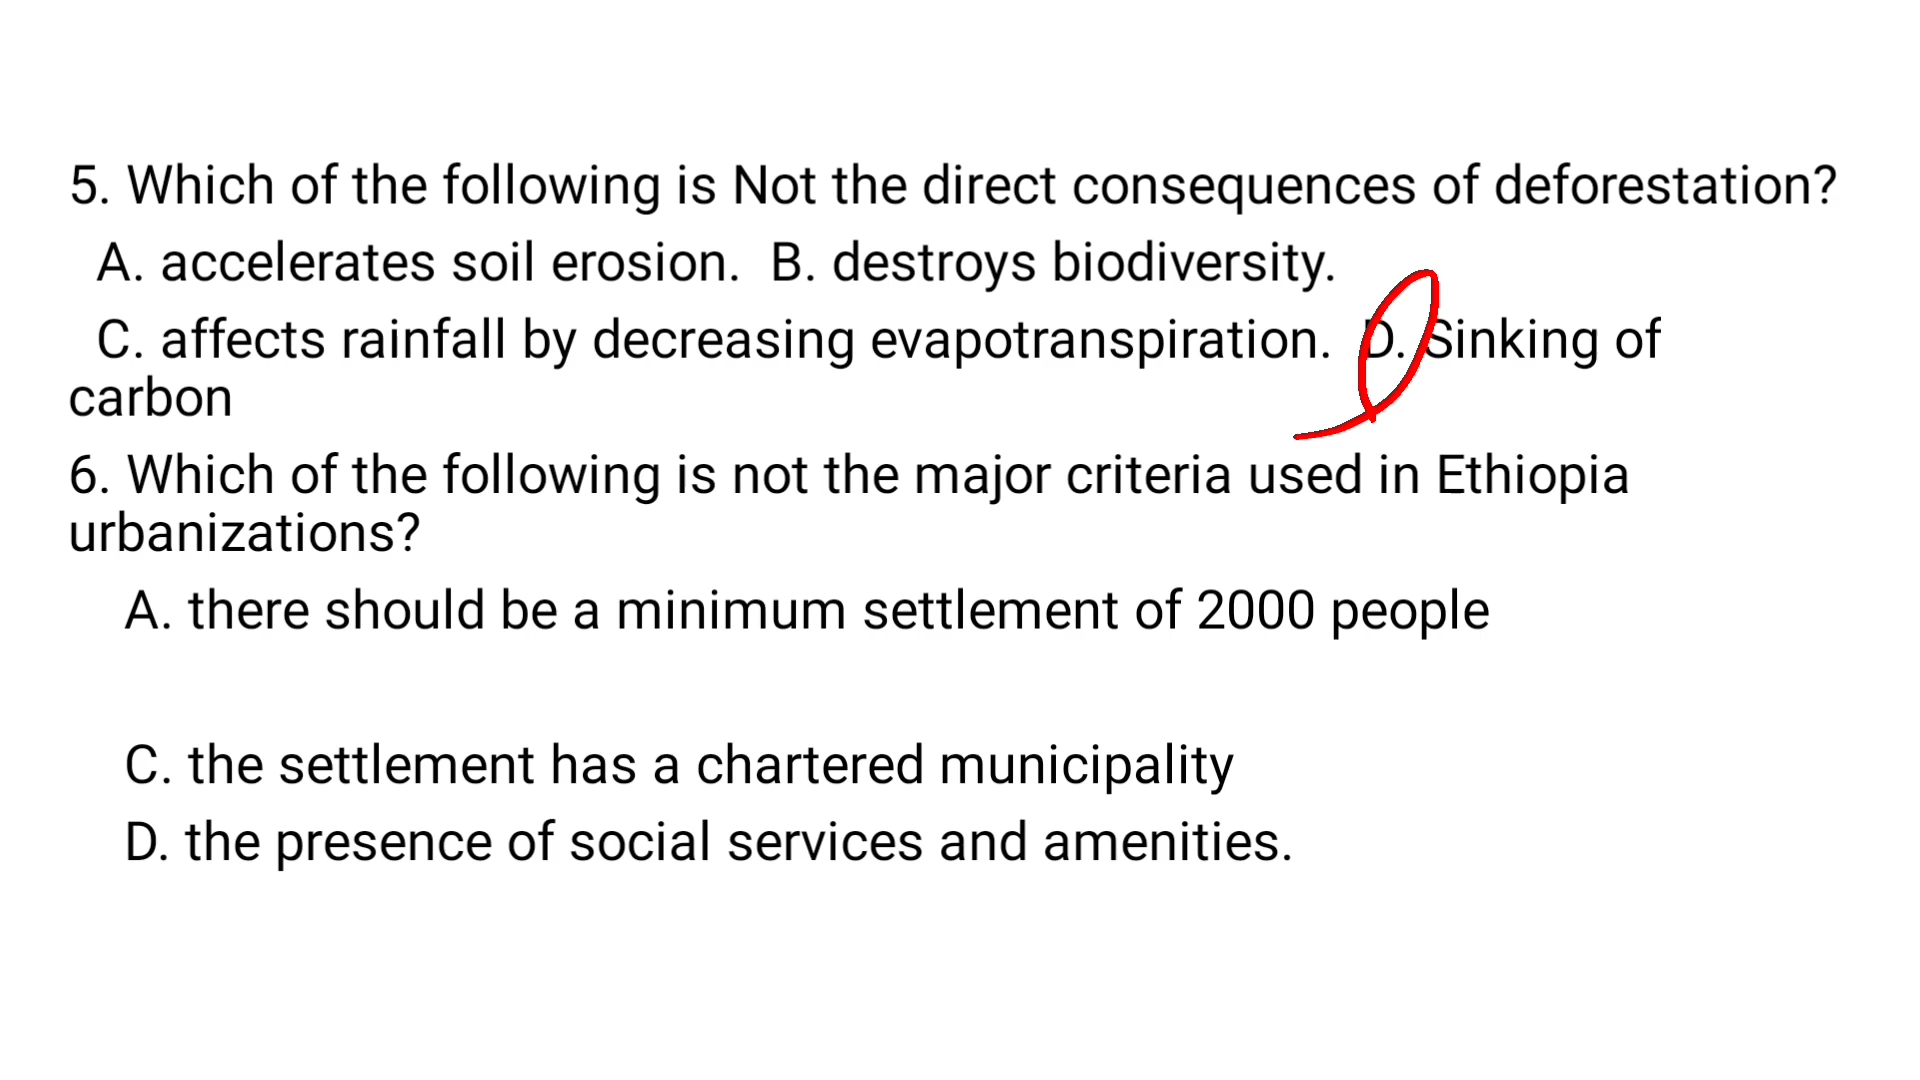 5. Which of the following is Not the direct consequences of deforestation?
A. accelerates soil erosion. B. destroys biodiversity.
C. affects rainfall by decreasing evapotranspiration. D. Sinking of
carbon
6. Which of the following is not the major criteria used in Ethiopia
urbanizations?
A. there should be a minimum settlement of 2000 people
C. the settlement has a chartered municipality
D. the presence of social services and amenities.